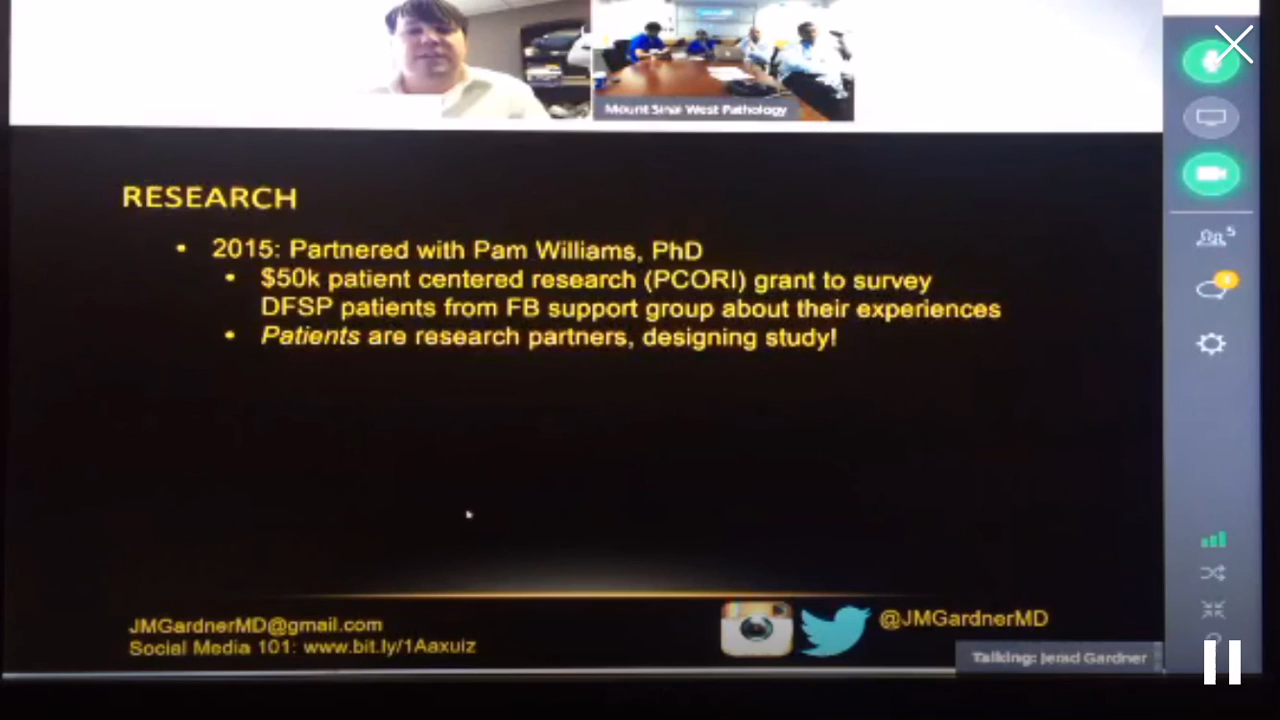 Mount Sinai West Pathology
RESEARCH
• 2015: Partnered with Pam Williams, PhD
• $50k patient centered research (PCORI) grant to survey
DFSP patients from FB support group about their experiences
• Patients are research partners, designing study!
JMGardnerMD@gmail.com
Social Media 101: www.bit.ly/1Aaxuiz
@JMGardnerMD
Talking: Jerad Gardner
5